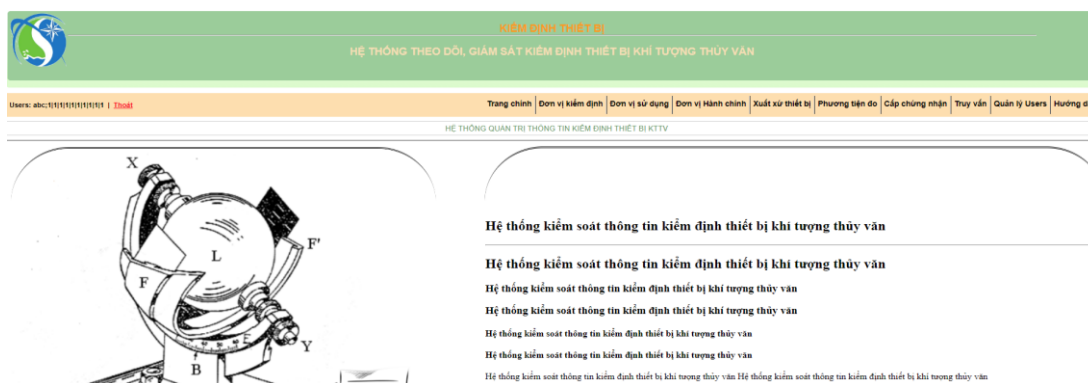 KIỂM ĐỊNH THIẾT BỊ
HỆ THỐNG THEO DÕI, GIÁM SÁT KIỂM ĐỊNH THIẾT BỊ KHÍ TƯỢNG THỦY VĂN
Users: abc;1|1|1|1|1|1|1|1|1|1 | Thoát
Trang chính | Đơn vị kiểm định | Đơn vị sử dụng | Đơn vị Hành chính | Xuất xứ thiết bị | Phương tiện đo | Cấp chứng nhận | Truy vấn | Quản lý Users | Hướng d
HỆ THỐNG QUẢN TRỊ THÔNG TIN KIỂM ĐỊNH THIẾT BỊ KTTV
X
L
F'
F
E
Y
B
Hệ thống kiểm soát thông tin kiểm định thiết bị khí tượng thủy văn
Hệ thống kiểm soát thông tin kiểm định thiết bị khí tượng thủy văn
Hệ thống kiểm soát thông tin kiểm định thiết bị khí tượng thủy văn
Hệ thống kiểm soát thông tin kiểm định thiết bị khí tượng thủy văn
Hệ thống kiểm soát thông tin kiểm định thiết bị khí tượng thủy văn
Hệ thống kiểm soát thông tin kiểm định thiết bị khí tượng thủy văn
Hệ thống kiểm soát thông tin kiểm định thiết bị khí tượng thủy văn Hệ thống kiểm soát thông tin kiểm định thiết bị khí tượng thủy văn